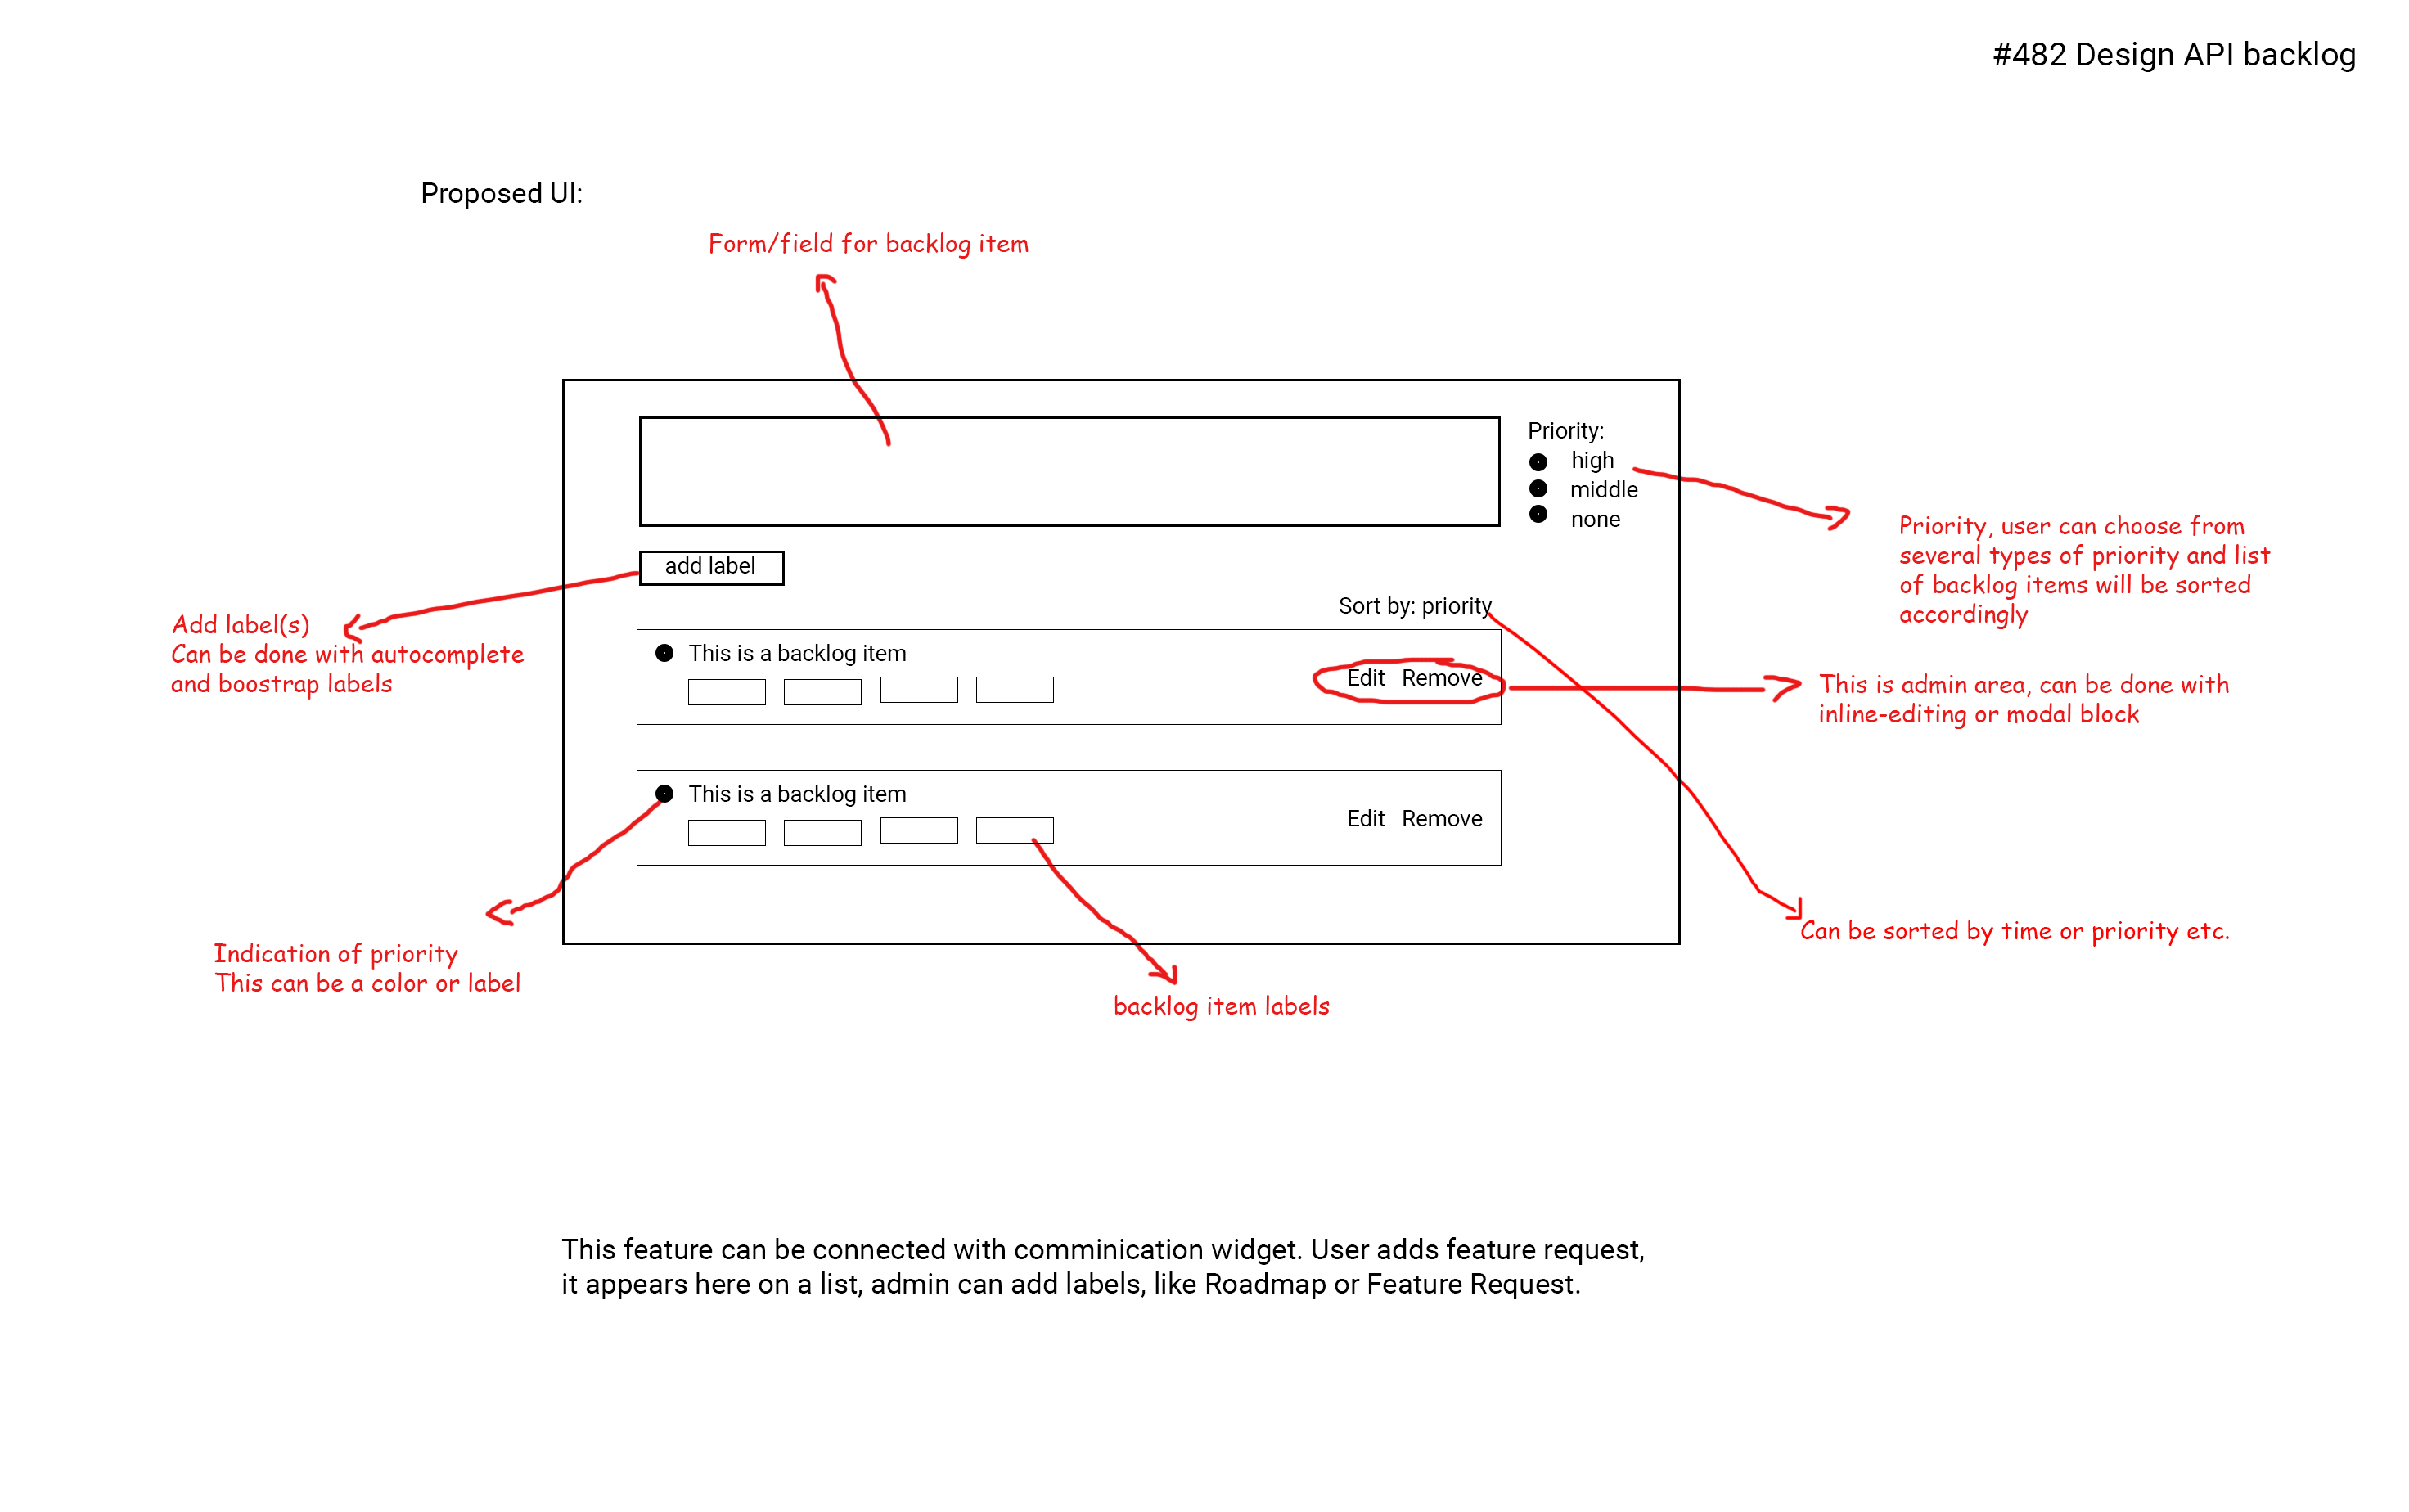 #482 Design API backlog
Proposed UI:
Form/field for backlog item
Priority:
high
middle
none
Priority, user can choose from
several types of priority and list
of backlog items will be sorted
accordingly
add label
Add label(s)
Can be done with autocomplete
and boostrap labels
Sort by: priority
This is a backlog item
Edit Remove
This is admin area, can be done with
inline-editing or modal block
This is a backlog item
Edit Remove
Can be sorted by time or priority etc.
Indication of priority
This can be a color or label
backlog item labels
This feature can be connected with comminication widget. User adds feature request,
it appears here on a list, admin can add labels, like Roadmap or Feature Request.